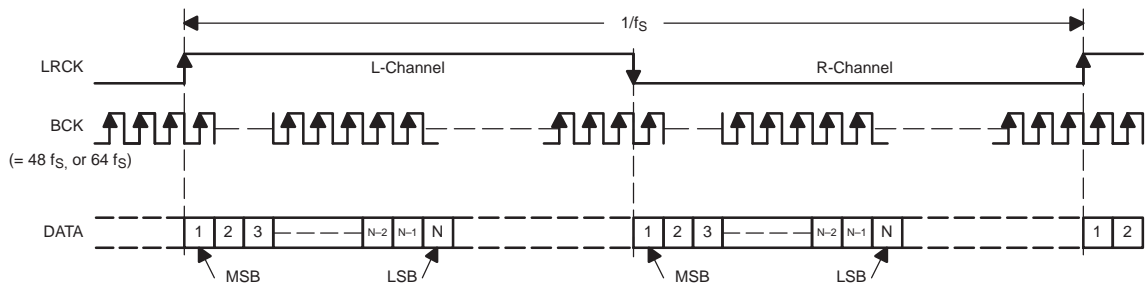 1/fS
LRCK
L-Channel
R-Channel
BCK
(= 48 fS, or 64 fS)
DATA
1 2 3 N–2 N–1 N 1 2 3 N–2 N–1 N 1 2
MSB LSB MSB LSB